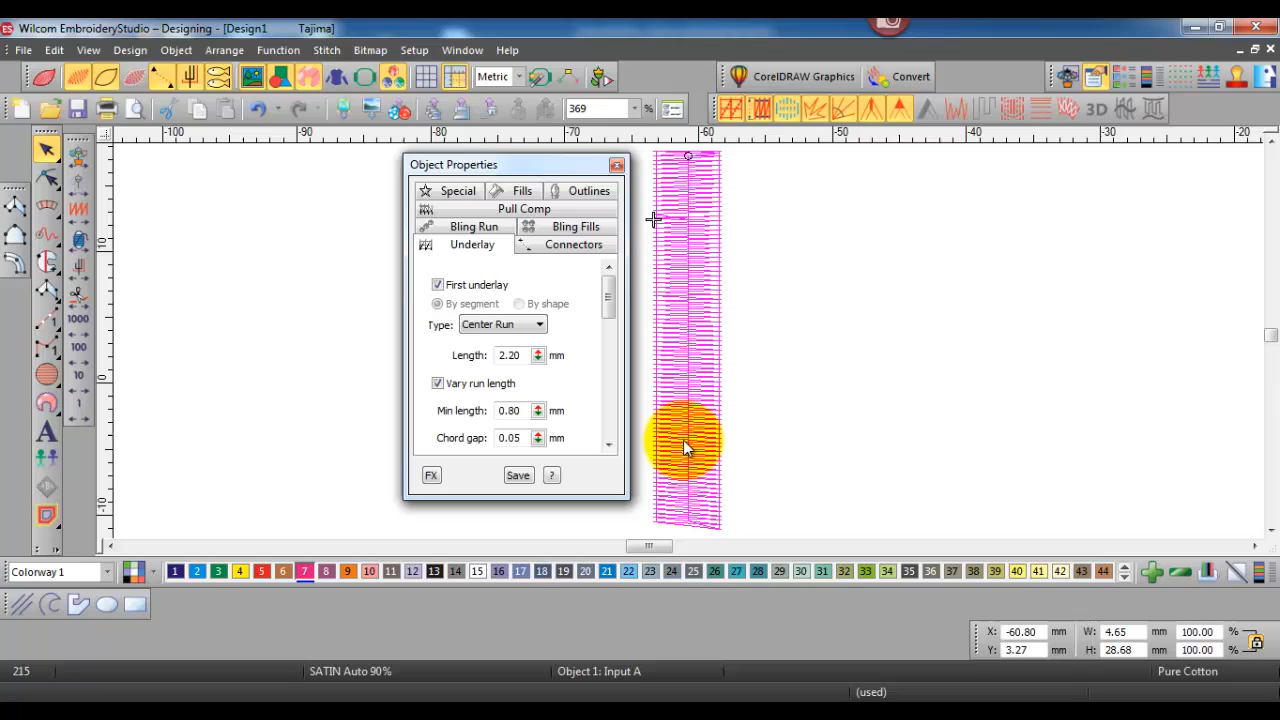 Wilcom EmbroideryStudio – Designing - [Design1 Tajima]
File Edit View Design Object Arrange Function Stitch Bitmap Setup Window Help
Metric CorelDRAW Graphics Convert
369 % 3D
-100 -90 -80 -70 -60 -50 -40 -30 -20
Object Properties
Special Fills Outlines
Pull Comp
Bling Run Bling Fills
Underlay Connectors
First underlay
By segment By shape
Type: Center Run
Length: 2.20 mm
Vary run length
Min length: 0.80 mm
Chord gap: 0.05 mm
FX Save ?
10
0
-10
1000
100
10
1
A
Colorway 1 1 2 3 4 5 6 7 8 9 10 11 12 13 14 15 16 17 18 19 20 21 22 23 24 25 26 27 28 29 30 31 32 33 34 35 36 37 38 39 40 41 42 43 44
X: -60.80 mm W: 4.65 mm 100.00 %
Y: 3.27 mm H: 28.68 mm 100.00 %
215 SATIN Auto 90% Object 1: Input A Pure Cotton
(used)